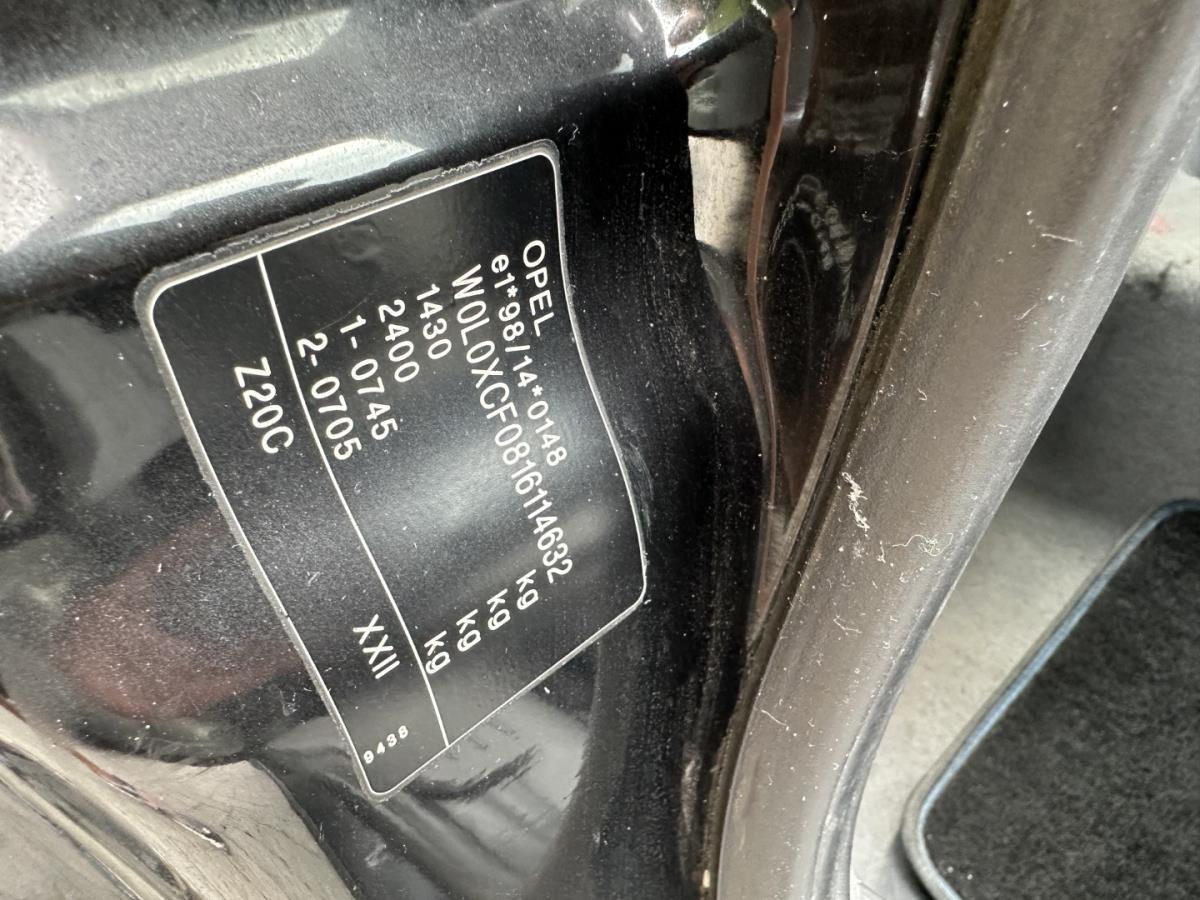 OPEL
e1*98/14*0148
W0L0XCF0816114632
1430 kg
2400 kg
1- 0745 kg
2- 0705 kg
Z20C XXII
9438